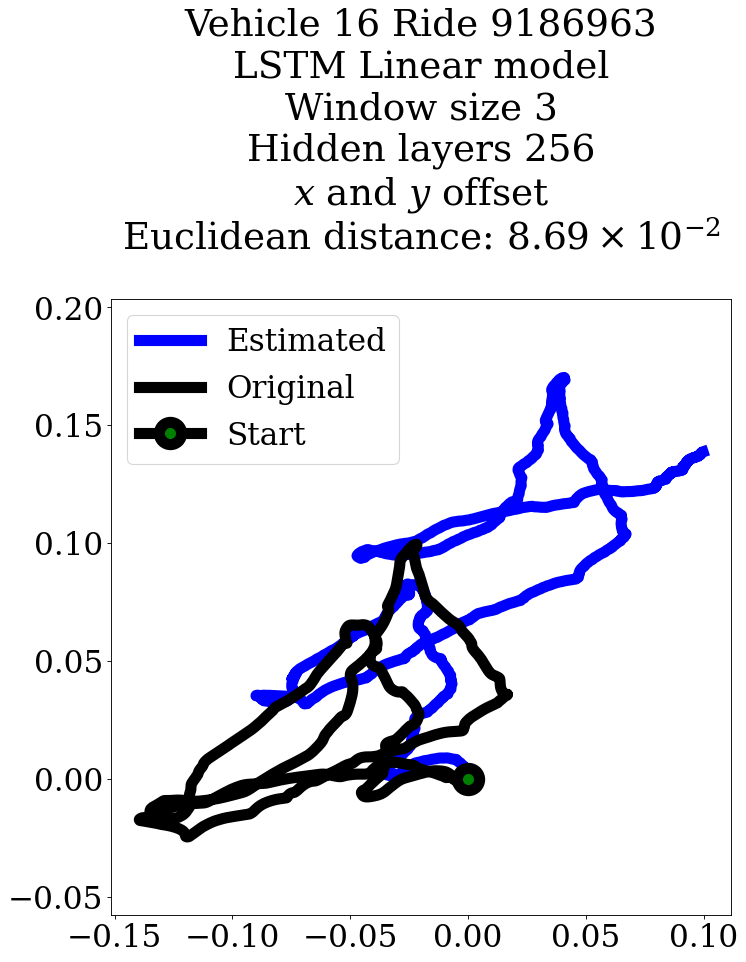 Vehicle 16 Ride 9186963
LSTM Linear model
Window size 3
Hidden layers 256
x and y offset
Euclidean distance: 8.69 × 10⁻²
Estimated
Original
Start
0.20
0.15
0.10
0.05
0.00
−0.05
−0.15 −0.10 −0.05 0.00 0.05 0.10